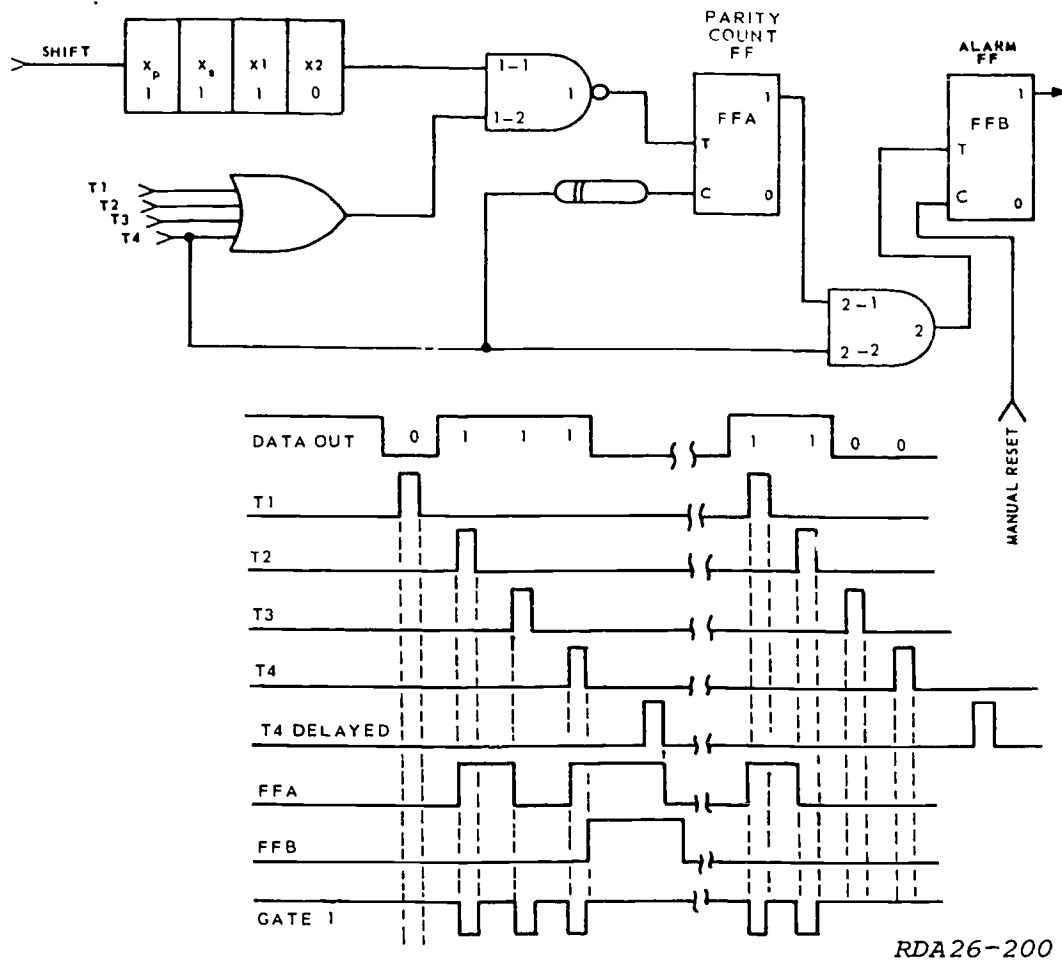 PARITY
COUNT
FF
ALARM
FF
SHIFT
Xp Xs X1 X2
1 1 1 0
1-1
1-2
1
FFA
1
T
C
0
FFB
1
T
C
0
T1
T2
T3
T4
2-1
2-2
2
MANUAL RESET
DATA OUT 0 1 1 1 1 1 0 0
T1
T2
T3
T4
T4 DELAYED
FFA
FFB
GATE 1
RDA26-200